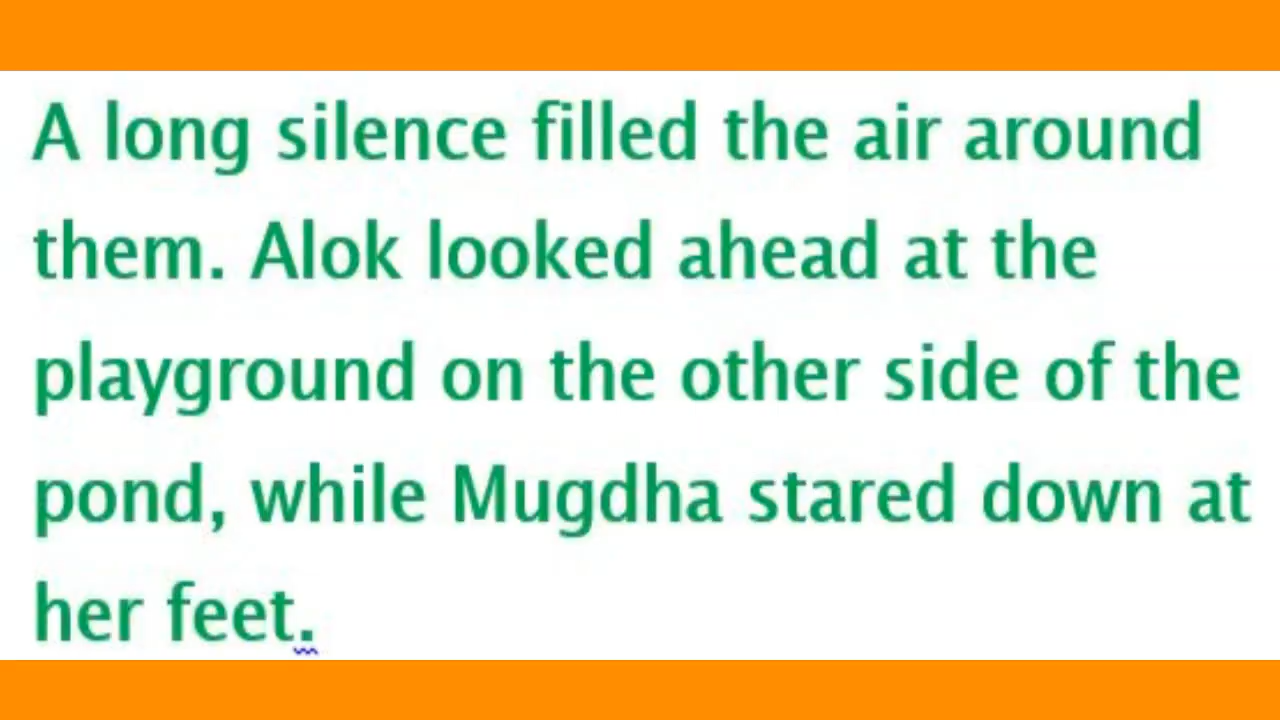 A long silence filled the air around
them. Alok looked ahead at the
playground on the other side of the
pond, while Mugdha stared down at
her feet.